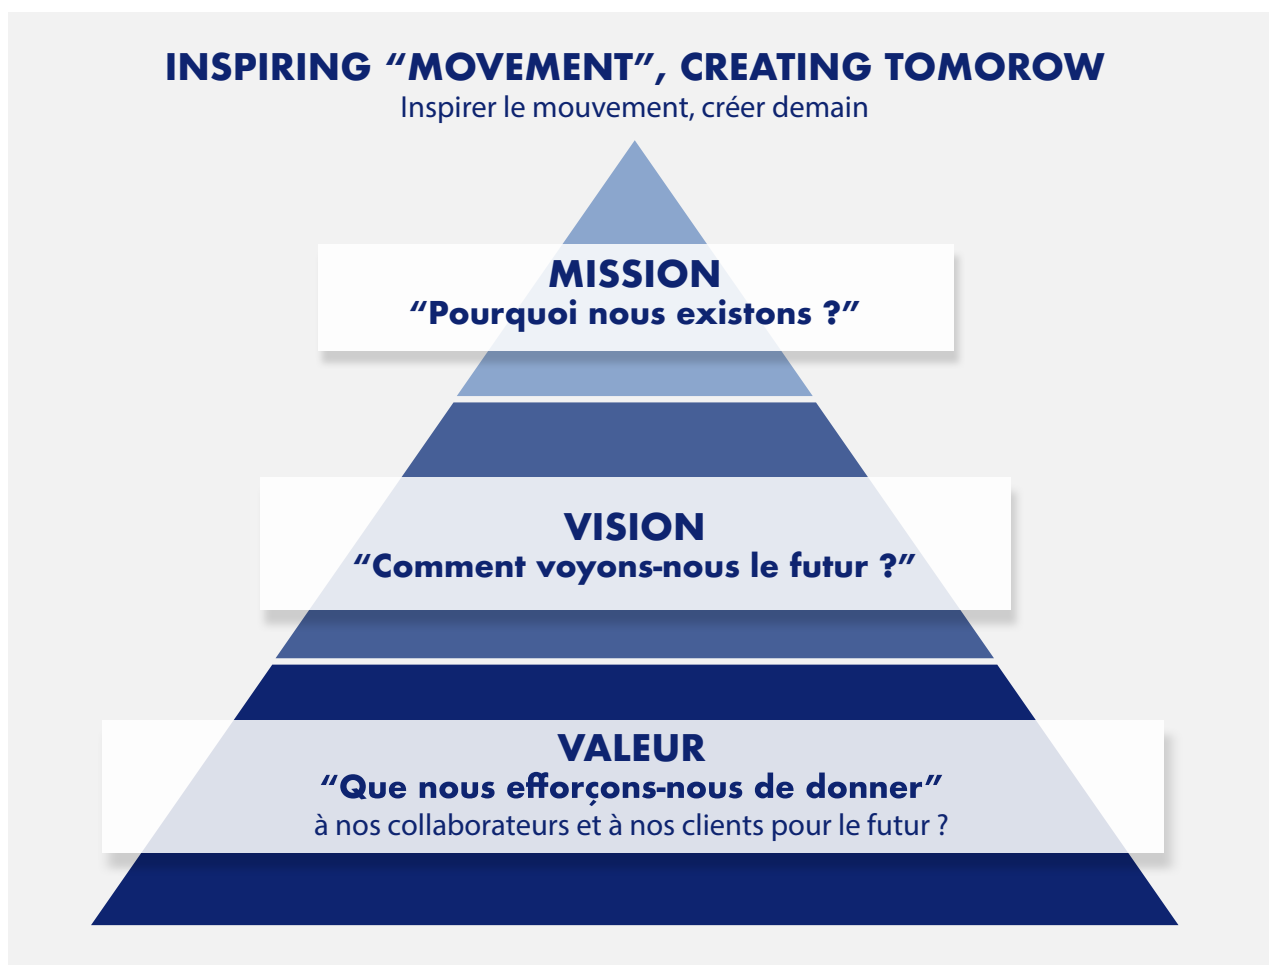 INSPIRING “MOVEMENT”, CREATING TOMOROW
Inspirer le mouvement, créer demain
MISSION
“Pourquoi nous existons ?”
VISION
“Comment voyons-nous le futur ?”
VALEUR
“Que nous efforçons-nous de donner”
à nos collaborateurs et à nos clients pour le futur ?